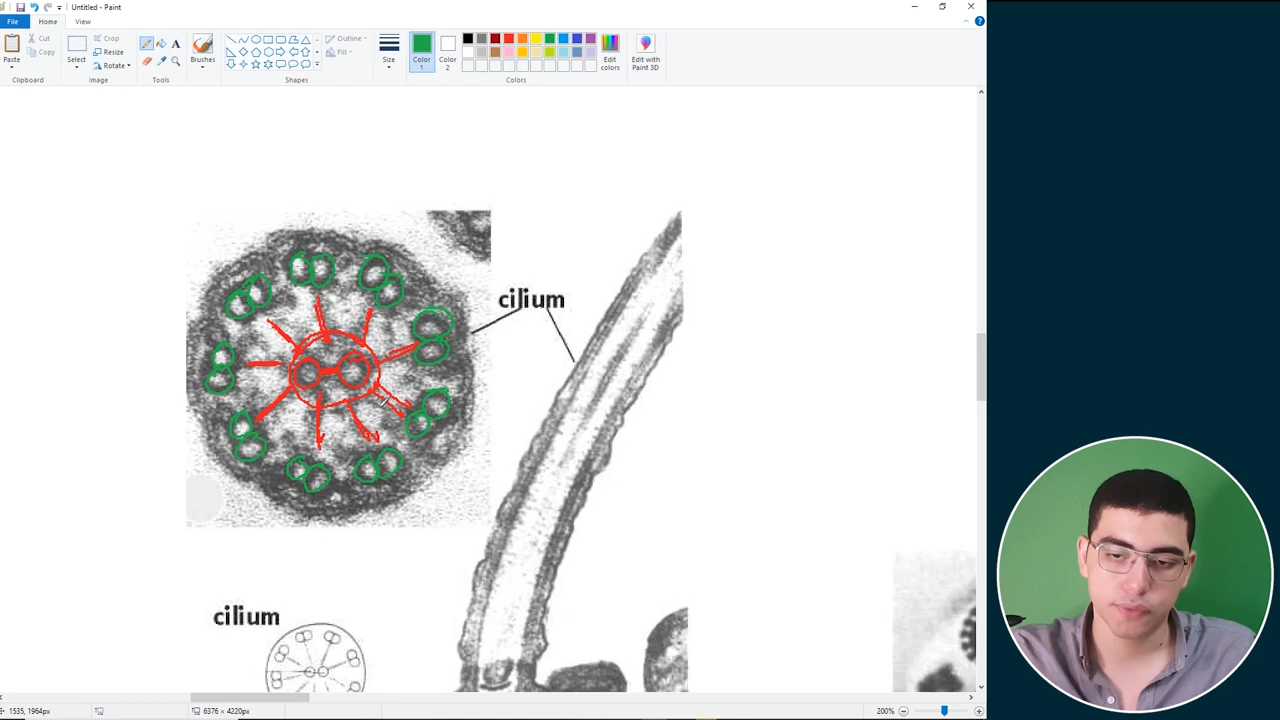 Untitled - Paint
File Home View
Paste
Cut
Copy
Clipboard
Select
Crop
Resize
Rotate
Image
A
Tools
Brushes
Outline
Fill
Shapes
Size
Color 1
Color 2
Edit colors
Colors
Edit with Paint 3D
cilium
cilium
1535, 1964px
6376 × 4220px
200%